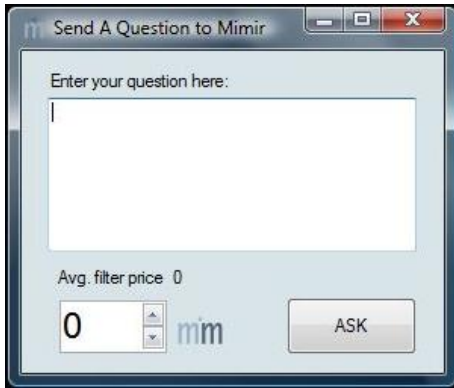 Send A Question to Mimir
Enter your question here:
Avg. filter price 0
0 mim
ASK